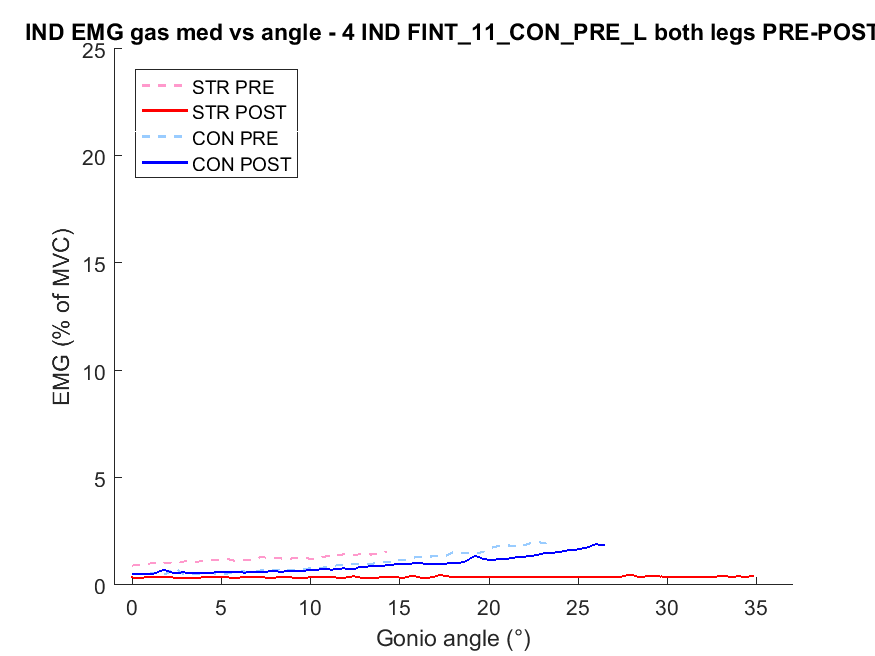 IND EMG gas med vs angle - 4 IND FINT_11_CON_PRE_L both legs PRE-POST
25
20
15
10
5
0
EMG (% of MVC)
STR PRE
STR POST
CON PRE
CON POST
0 5 10 15 20 25 30 35
Gonio angle (°)